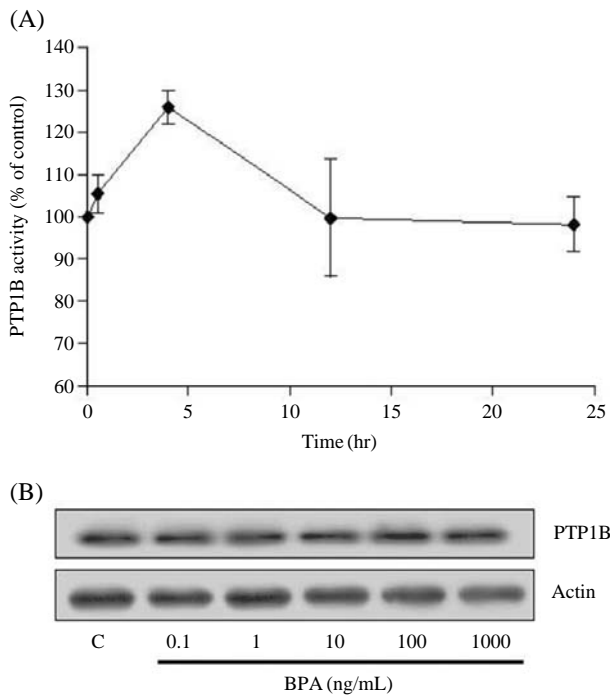 (A)
140
130
120
110
100
90
80
70
60
PTP1B activity (% of control)
0 5 10 15 20 25
Time (hr)
(B)
PTP1B
Actin
C 0.1 1 10 100 1000
BPA (ng/mL)